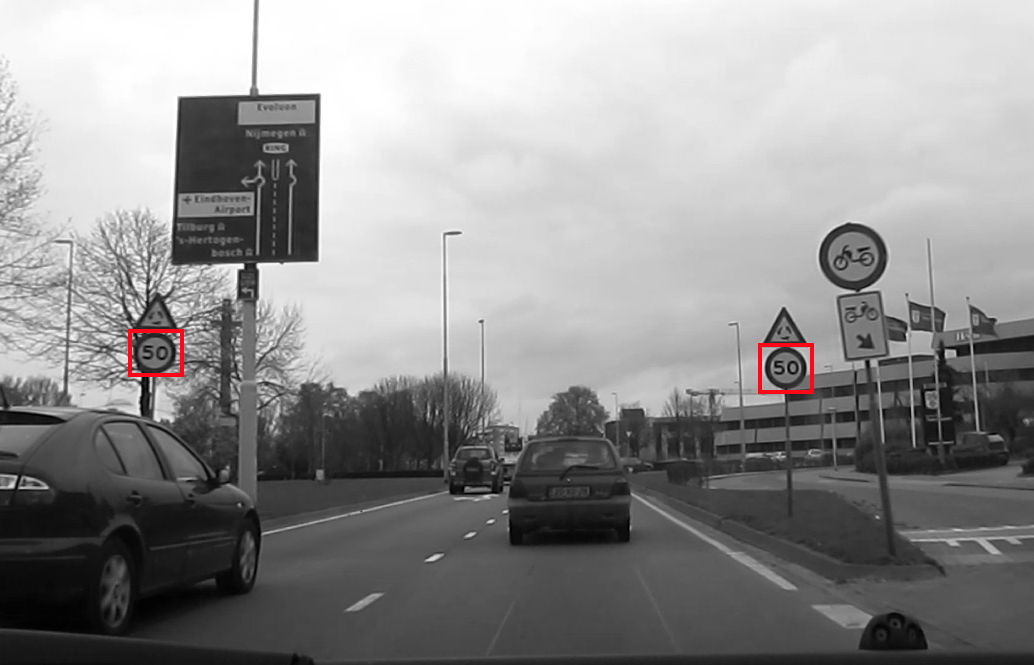 Evoluon
Nijmegen
RING
Eindhoven-
Airport
Tilburg
's-Hertogen-
bosch
50
50